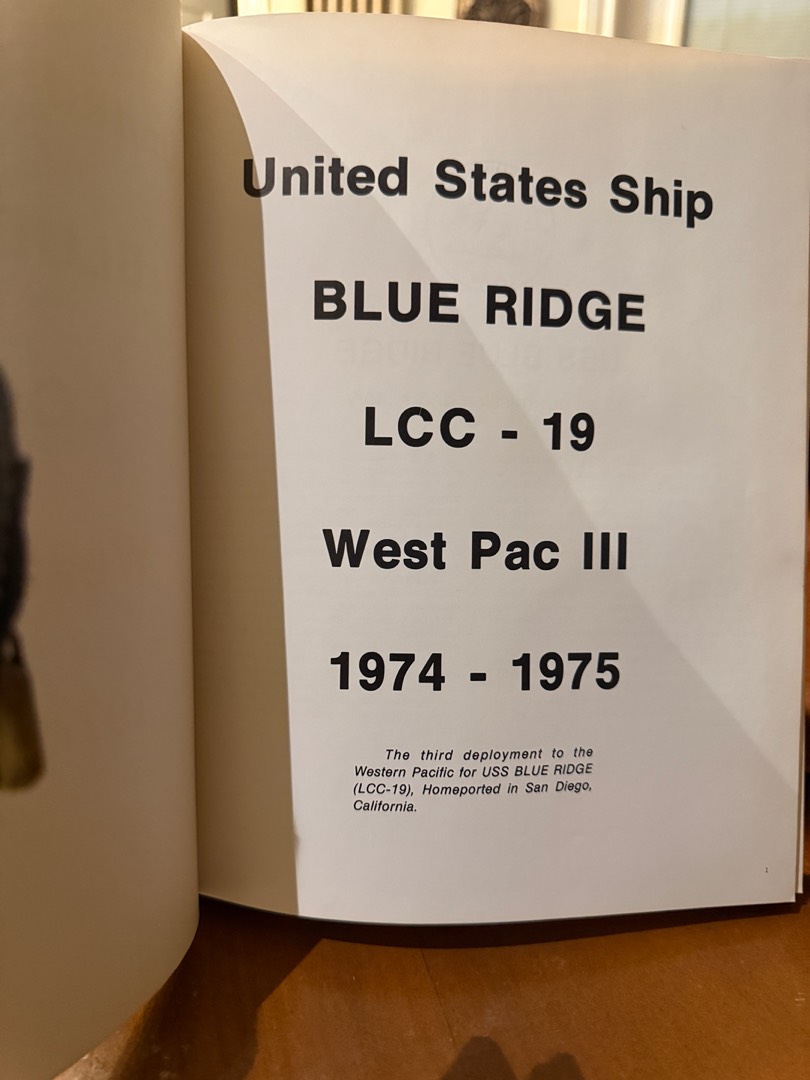 United States Ship
BLUE RIDGE
LCC - 19
West Pac III
1974 - 1975
The third deployment to the
Western Pacific for USS BLUE RIDGE
(LCC-19), Homeported in San Diego,
California.
1